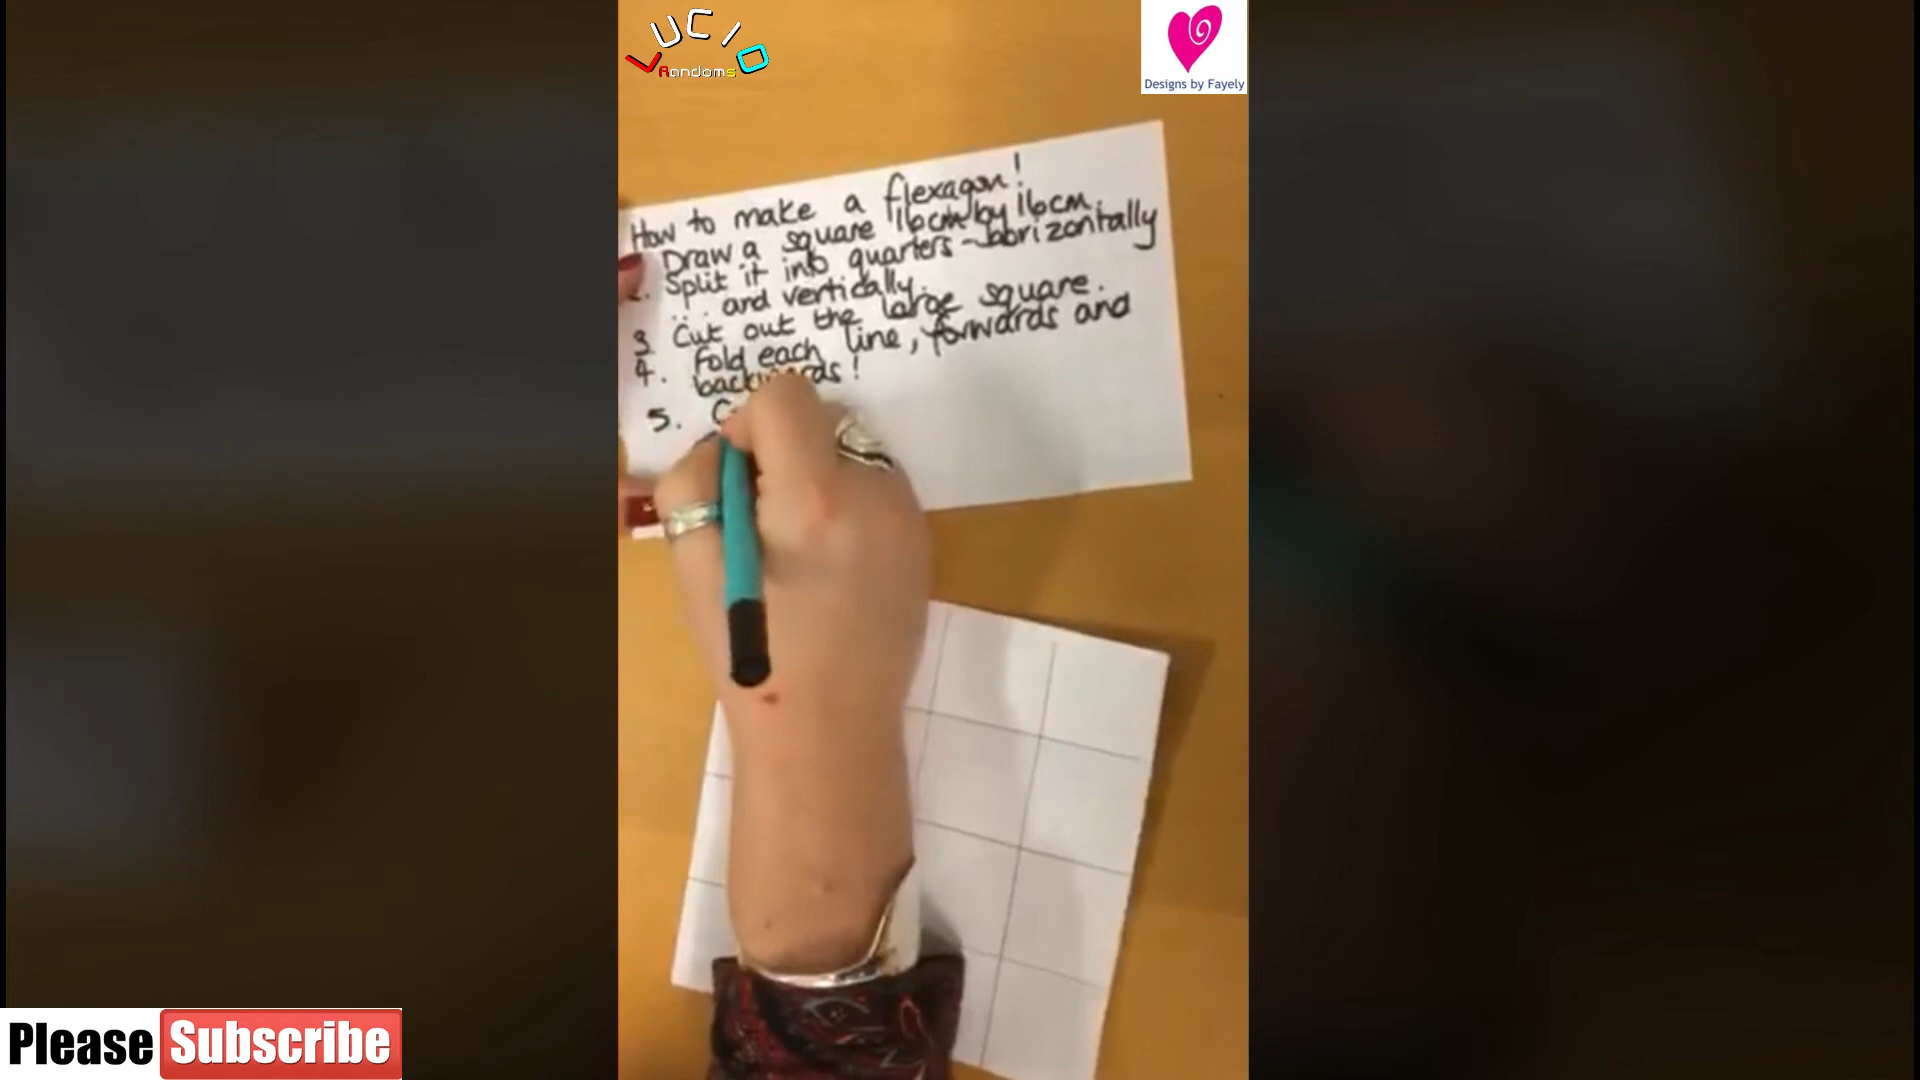 LUCIO
Randoms
Designs by Fayely
How to make a flexagon!
Draw a square 16cm by 16cm.
2. Split it into quarters - horizontally
... and vertically.
3 Cut out the large square.
4. Fold each line, forwards and
backwards!
5. C
Please Subscribe